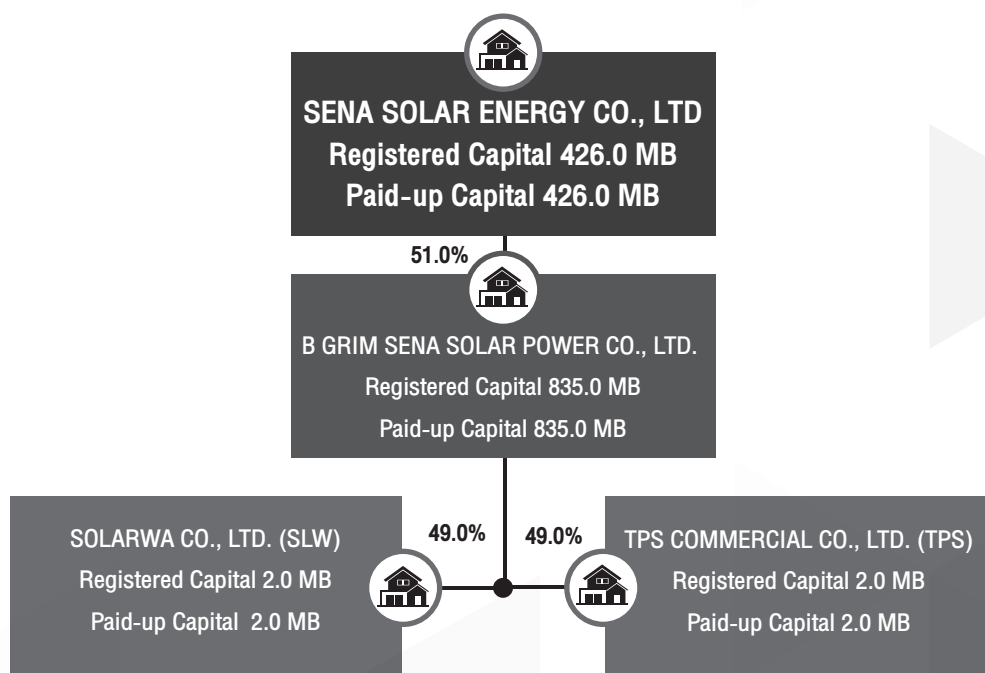 SENA SOLAR ENERGY CO., LTD
Registered Capital 426.0 MB
Paid-up Capital 426.0 MB
51.0%
B GRIM SENA SOLAR POWER CO., LTD.
Registered Capital 835.0 MB
Paid-up Capital 835.0 MB
49.0%
49.0%
SOLARWA CO., LTD. (SLW)
Registered Capital 2.0 MB
Paid-up Capital 2.0 MB
TPS COMMERCIAL CO., LTD. (TPS)
Registered Capital 2.0 MB
Paid-up Capital 2.0 MB